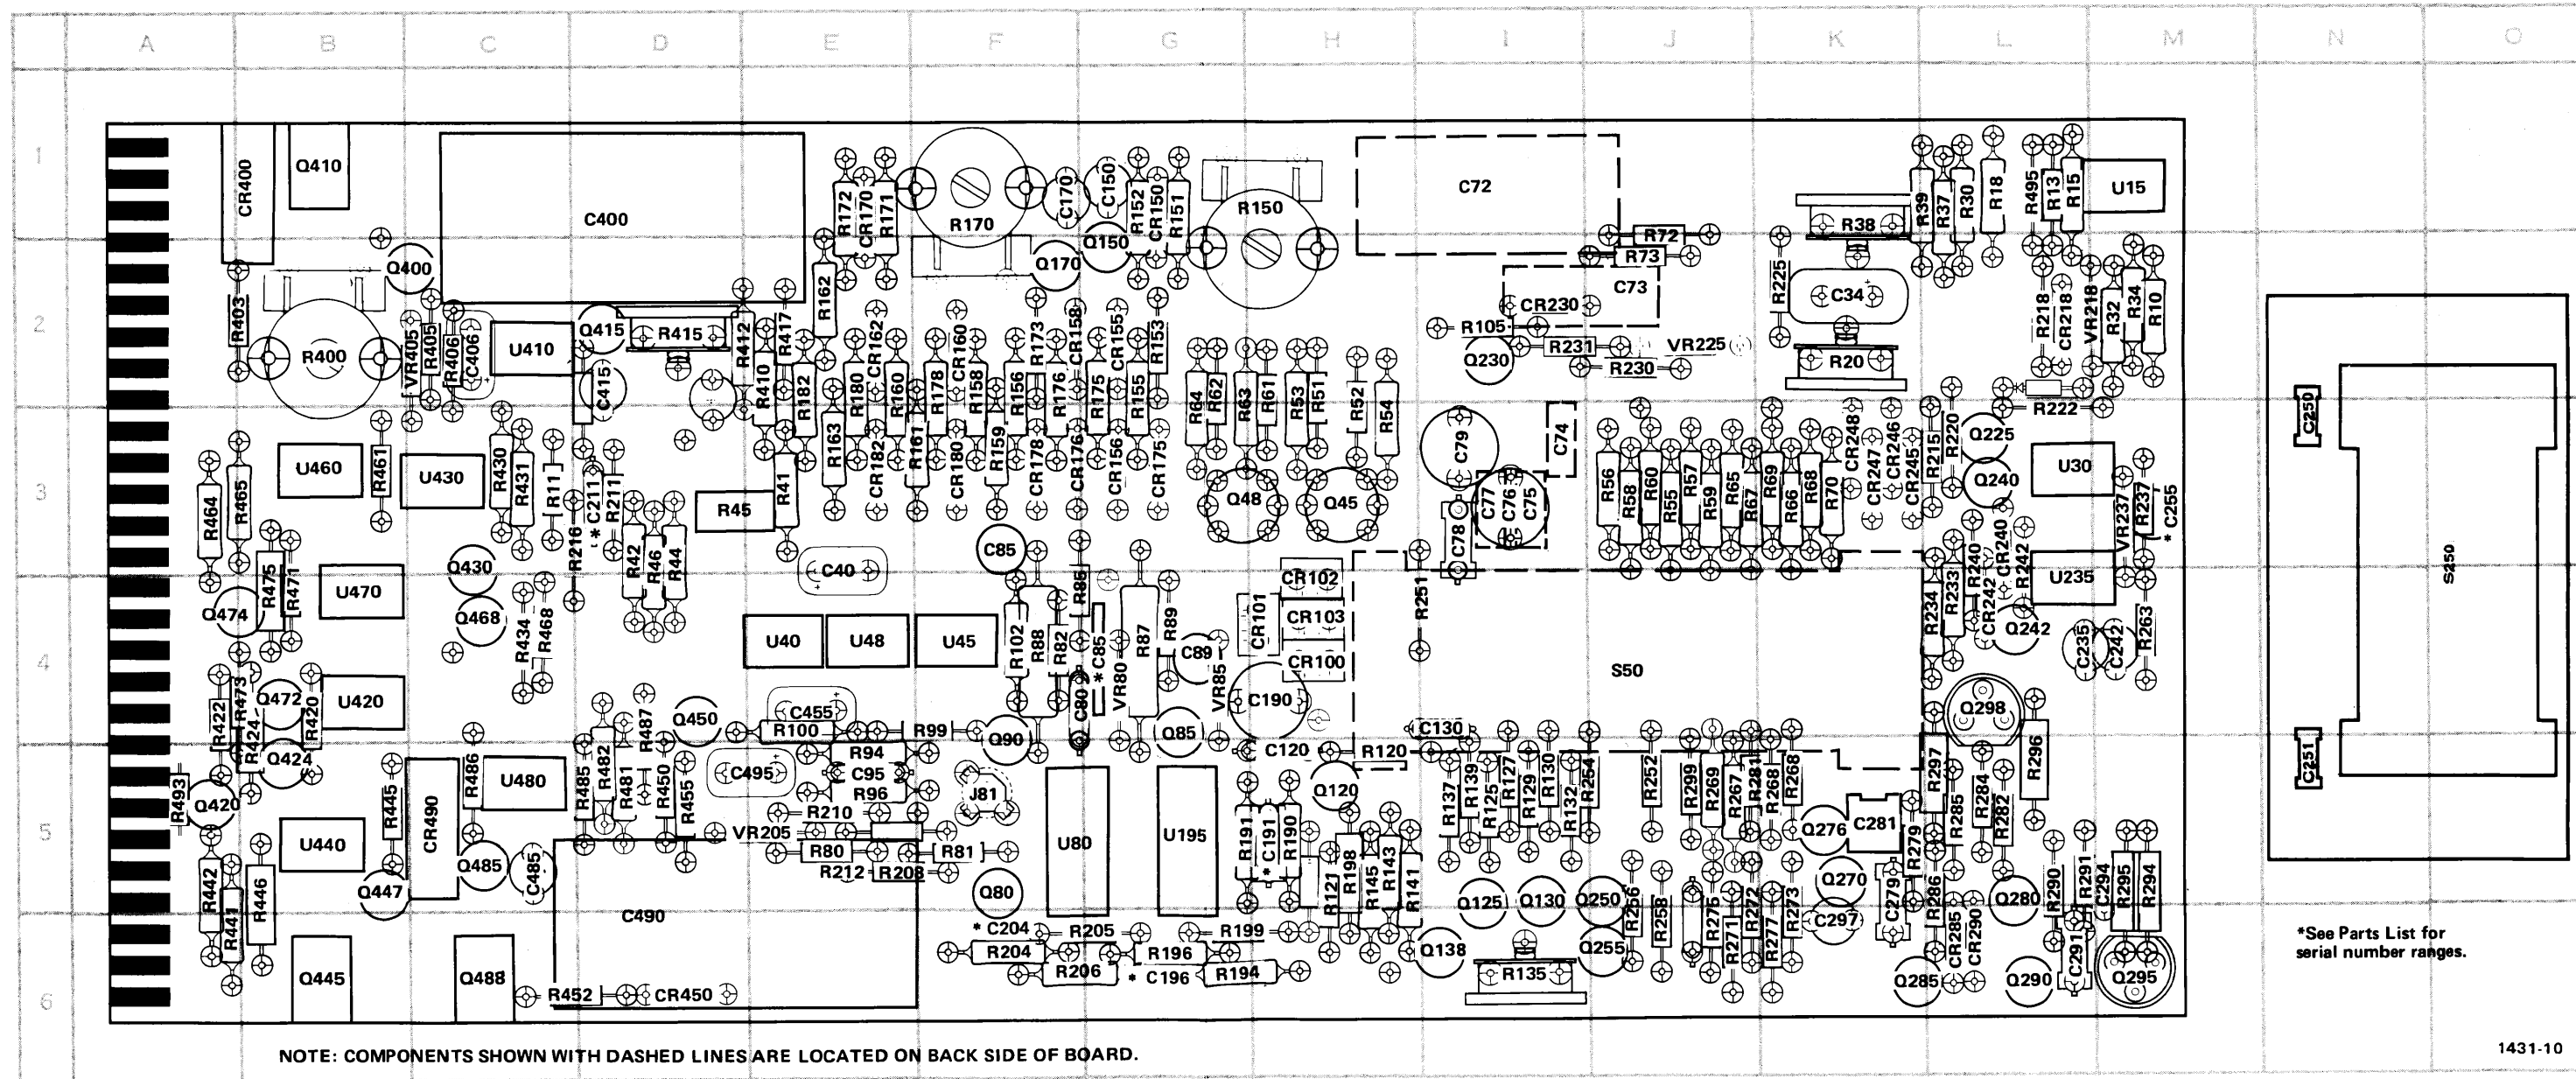 A B C D E F G H I J K L M N O
1
CR400
Q410
C400
R172
CR170
R171
R170
C170
C150
R152
CR150
R151
R150
C72
R38
R39
R37
R30
R18
R495
R13
R15
U15
Q400
Q170
Q150
R72
R73
2
R403
R400
VR405
R405
R406
C406
U410
Q415
C415
R415
R412
R410
R417
R162
R182
R180
CR162
R160
R178
CR160
R158
R156
R173
R176
CR158
R175
CR155
R155
R153
R64
R62
R63
R61
R53
R51
R52
R54
CR230
C73
R105
Q230
R231
R230
VR225
R225
C34
R20
R218
CR218
VR218
R32
R34
R10
R222
C250
3
R464
R465
U460
R461
U430
R430
R431
R11
*C211
R211
R45
R41
R163
CR182
R161
CR180
R159
CR178
CR176
CR156
CR175
Q48
Q45
C79
C74
C77
C76
C75
C78
R56
R58
R60
R55
R57
R59
R65
R67
R69
R66
R68
R70
CR248
CR247
CR246
CR245
R215
R220
Q225
Q240
U30
VR237
R237
*C255
R475
R471
Q430
R216
R42
R46
R44
C40
C85
R85
CR102
R251
R240
CR240
R242
U235
S250
4
Q474
U470
Q468
R434
R468
U40
U48
U45
R102
R88
R82
*C85
R87
R89
C89
CR101
CR103
CR100
S50
R234
R233
CR242
Q242
C235
C242
R263
R422
R473
R424
Q472
R420
U420
R487
Q450
C455
R100
R99
Q90
C80
VR80
Q85
VR85
C190
C130
Q298
5
R493
Q420
Q424
R445
CR490
R486
U480
R485
R482
R481
R450
R455
C495
R94
C95
R96
R210
VR205
R80
R81
R212
R208
J81
U80
U195
C120
R120
Q120
R191
*C191
R190
R137
R139
R125
R127
R129
R130
R132
R254
R252
R299
R269
R267
R281
R268
R268
Q276
C281
R279
R297
R285
R284
R282
R296
C251
R442
R441
R446
U440
Q447
Q485
C485
C490
Q80
R121
R198
R145
R143
R141
Q125
Q130
Q250
R256
R258
R275
R271
R272
R277
R273
Q270
C297
C279
R286
Q280
R290
R291
C294
R295
R294
6
Q445
Q488
R452
CR450
*C204
R204
R205
R206
R196
*C196
R199
R194
Q138
R135
Q255
Q285
CR285
CR290
Q290
C291
Q295
*See Parts List for
serial number ranges.
NOTE: COMPONENTS SHOWN WITH DASHED LINES ARE LOCATED ON BACK SIDE OF BOARD.
1431-10